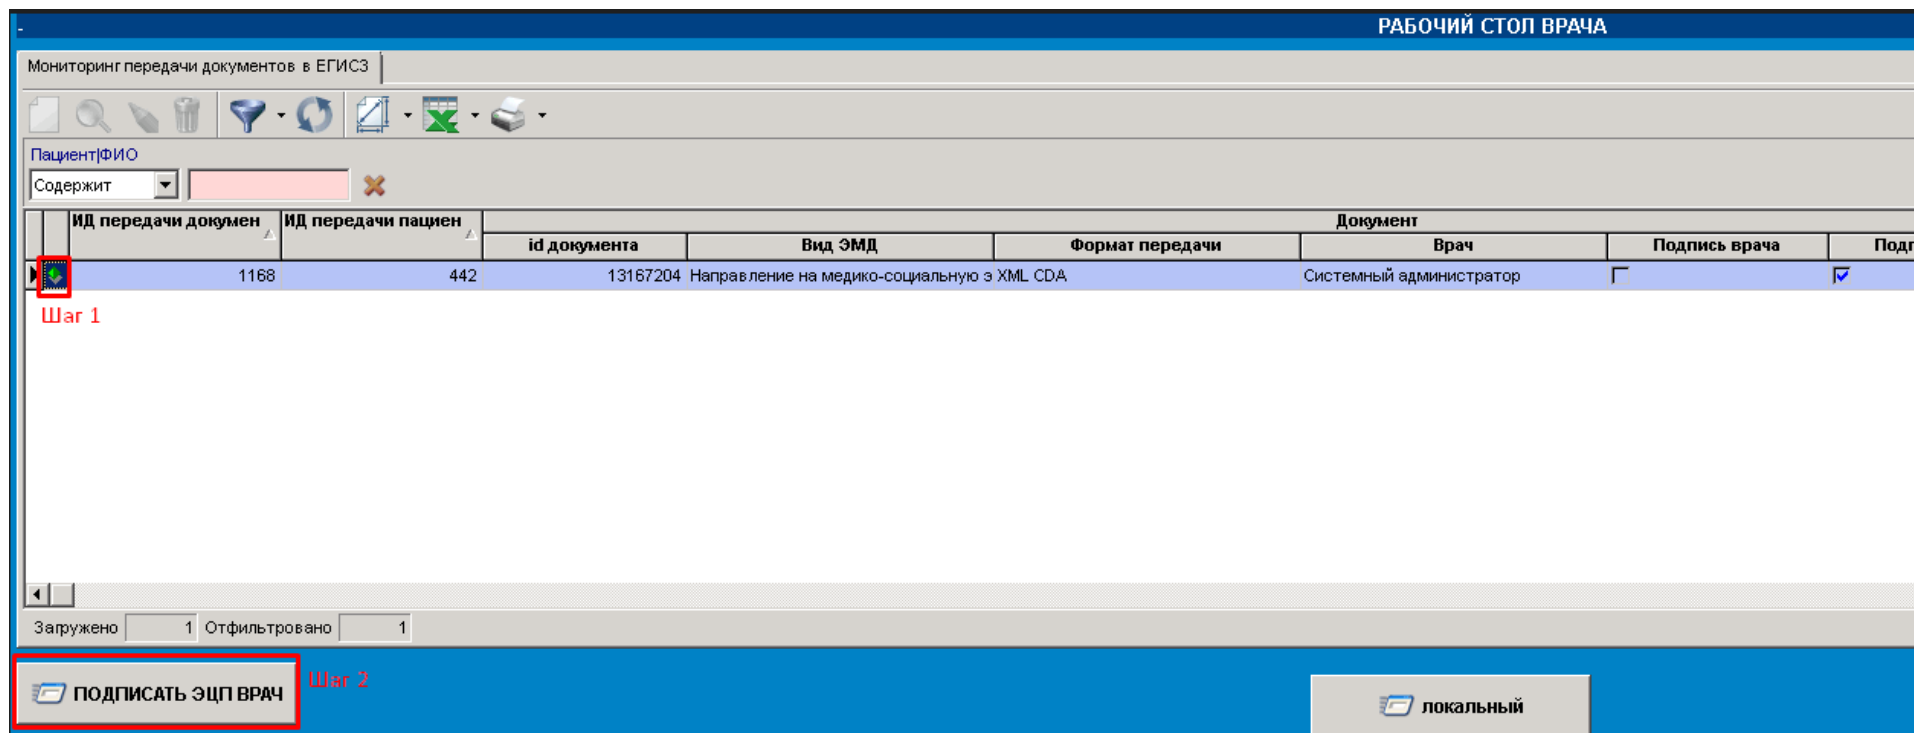 РАБОЧИЙ СТОЛ ВРАЧА
Мониторинг передачи документов в ЕГИСЗ
Пациент|ФИО
Содержит
ИД передачи докумен ИД передачи пациен Документ
id документа Вид ЭМД Формат передачи Врач Подпись врача Подп
1168 442 13167204 Направление на медико-социальную э XML CDA Системный администратор
Шаг 1
Загружено 1 Отфильтровано 1
ПОДПИСАТЬ ЭЦП ВРАЧ Шаг 2
локальный